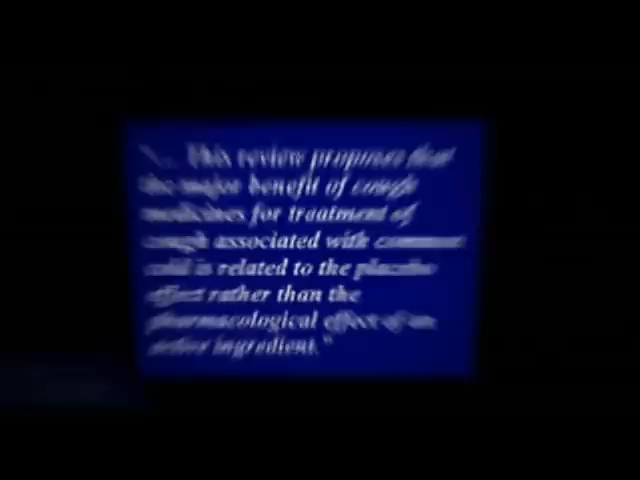 "... This review proposes that
the major benefit of cough
medicines for treatment of
cough associated with common
cold is related to the placebo
effect rather than the
pharmacological effect of an
active ingredient."